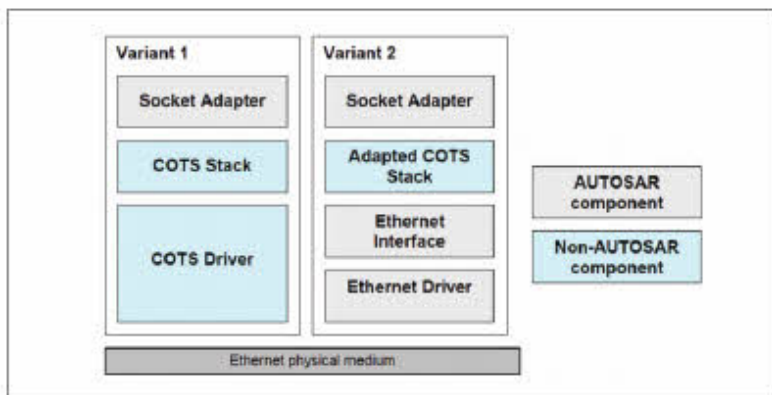 Variant 1
Socket Adapter
COTS Stack
COTS Driver
Variant 2
Socket Adapter
Adapted COTS
Stack
Ethernet
Interface
Ethernet Driver
AUTOSAR
component
Non-AUTOSAR
component
Ethernet physical medium